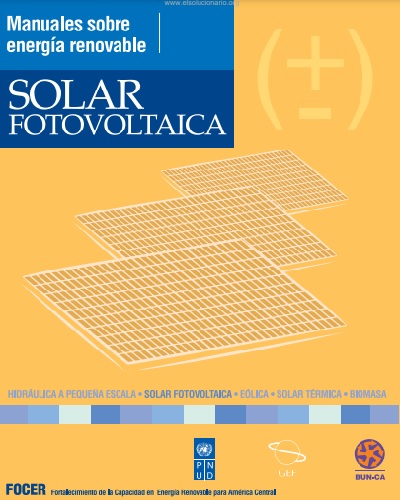 www.elsolucionario.org
Manuales sobre
energía renovable
SOLAR
FOTOVOLTAICA
(±)
HIDRÁULICA A PEQUEÑA ESCALA • SOLAR FOTOVOLTAICA • EÓLICA • SOLAR TÉRMICA • BIOMASA
P N
U D
GEF
BUN-CA
FOCER Fortalecimiento de la Capacidad en Energía Renovable para América Central